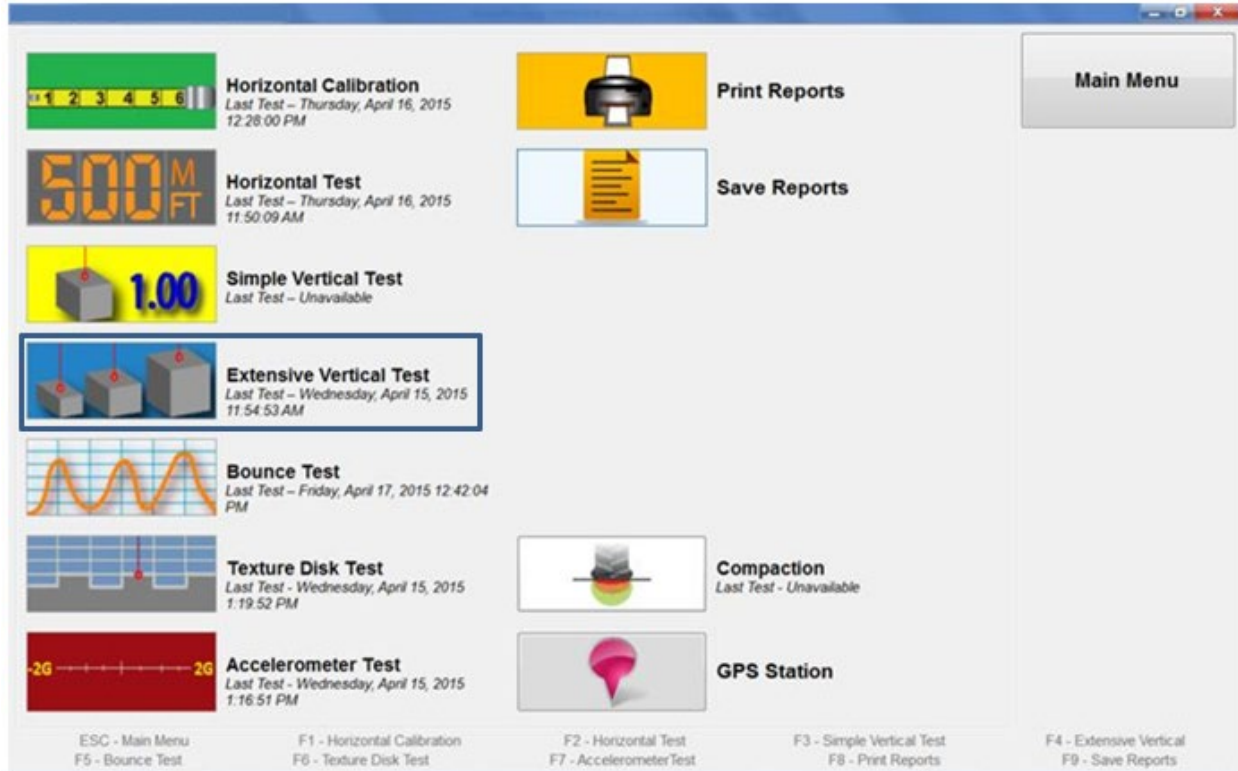 Main Menu
1 2 3 4 5 6
Horizontal Calibration
Last Test – Thursday, April 16, 2015
12:28:00 PM
Print Reports
500 M
FT
Horizontal Test
Last Test – Thursday, April 16, 2015
11:50:09 AM
Save Reports
1.00
Simple Vertical Test
Last Test – Unavailable
Extensive Vertical Test
Last Test – Wednesday, April 15, 2015
11:54:53 AM
Bounce Test
Last Test – Friday, April 17, 2015 12:42:04
PM
Texture Disk Test
Last Test - Wednesday, April 15, 2015
1:19:52 PM
Compaction
Last Test - Unavailable
-2G 2G
Accelerometer Test
Last Test - Wednesday, April 15, 2015
1:16:51 PM
GPS Station
ESC - Main Menu F1 - Horizontal Calibration F2 - Horizontal Test F3 - Simple Vertical Test F4 - Extensive Vertical
F5 - Bounce Test F6 - Texture Disk Test F7 - AccelerometerTest F8 - Print Reports F9 - Save Reports